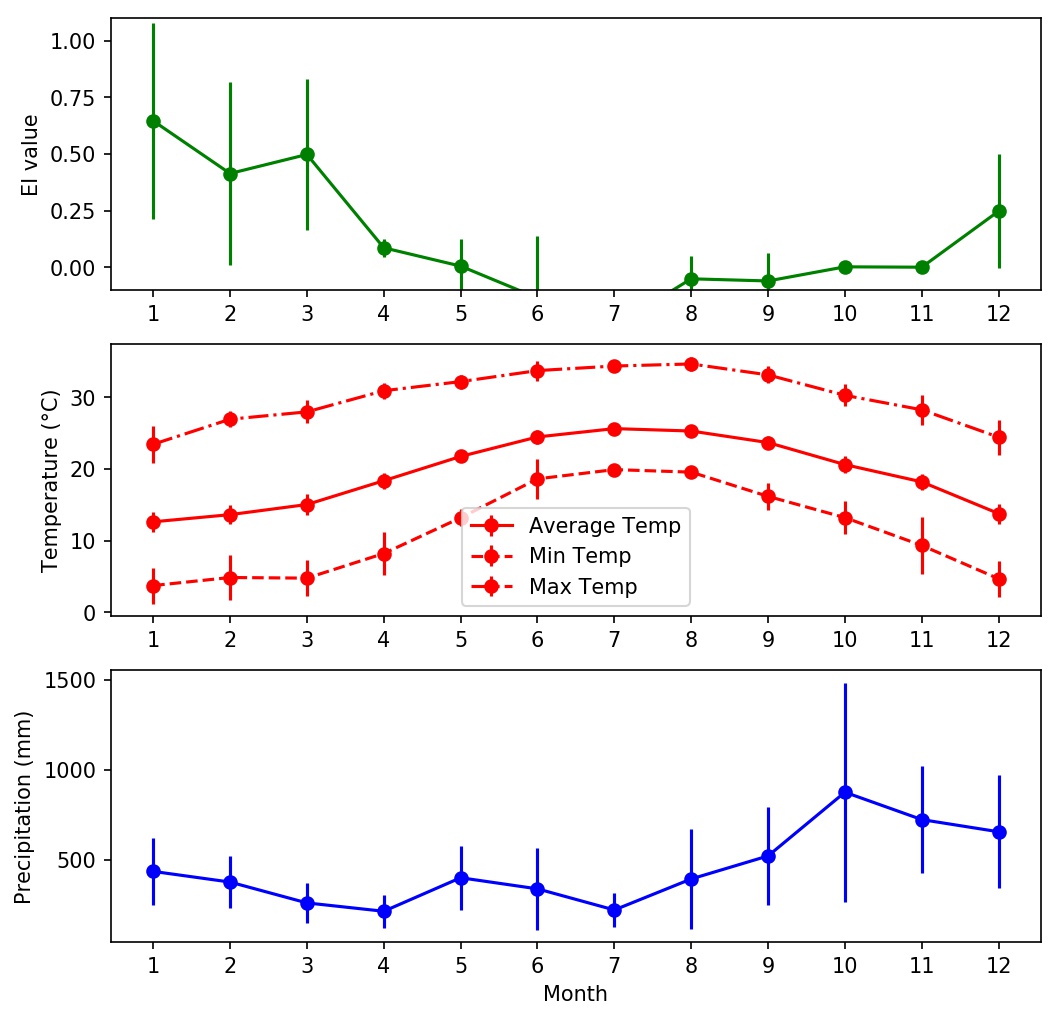 EI value
1.00
0.75
0.50
0.25
0.00
1 2 3 4 5 6 7 8 9 10 11 12
Temperature (°C)
30
20
10
0
Average Temp
Min Temp
Max Temp
1 2 3 4 5 6 7 8 9 10 11 12
Precipitation (mm)
1500
1000
500
1 2 3 4 5 6 7 8 9 10 11 12
Month